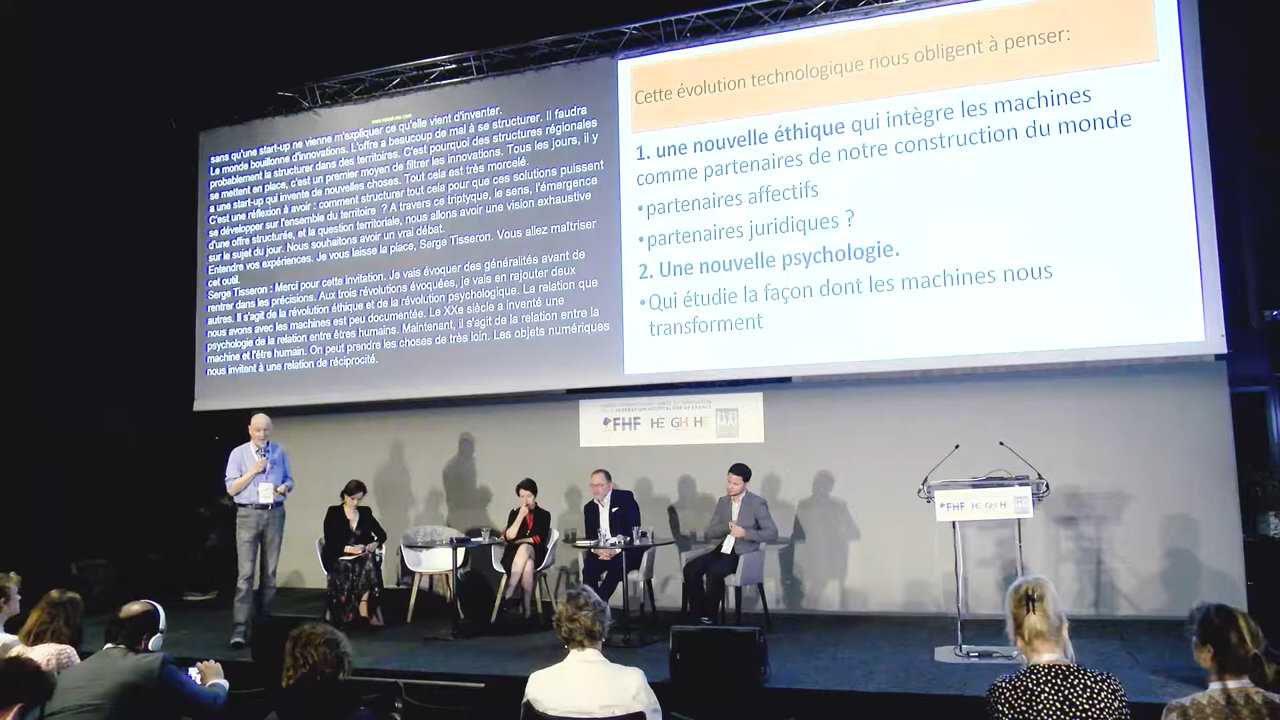 sans qu'une start-up ne vienne m'expliquer ce qu'elle vient d'inventer.
Le monde bouillonne d'innovations. L'offre a beaucoup de mal à se structurer. Il faudra
probablement la structurer dans des territoires. C'est pourquoi des structures régionales
se mettent en place, c'est un premier moyen de filtrer les innovations. Tous les jours, il y
a une start-up qui invente de nouvelles choses. Tout cela est très morcelé.
C'est une réflexion à avoir : comment structurer tout cela pour que ces solutions puissent
se développer sur l'ensemble du territoire ? A travers ce triptyque, le sens, l'émergence
d'une offre structurée, et la question territoriale, nous allons avoir une vision exhaustive
sur le sujet du jour. Nous souhaitons avoir un vrai débat.
Entendre vos expériences. Je vous laisse la place, Serge Tisseron. Vous allez maîtriser
cet outil.
Serge Tisseron : Merci pour cette invitation. Je vais évoquer des généralités avant de
rentrer dans les précisions. Aux trois révolutions évoquées, je vais en rajouter deux
autres. Il s'agit de la révolution éthique et de la révolution psychologique. La relation que
nous avons avec les machines est peu documentée. Le XXe siècle a inventé une
psychologie de la relation entre êtres humains. Maintenant, il s'agit de la relation entre la
machine et l'être humain. On peut prendre les choses de très loin. Les objets numériques
nous invitent à une relation de réciprocité.
Cette évolution technologique nous obligent à penser:
1. une nouvelle éthique qui intègre les machines
comme partenaires de notre construction du monde
•partenaires affectifs
•partenaires juridiques ?
2. Une nouvelle psychologie.
•Qui étudie la façon dont les machines nous
transforment
FHF HE GH HT
FHF HE GH H